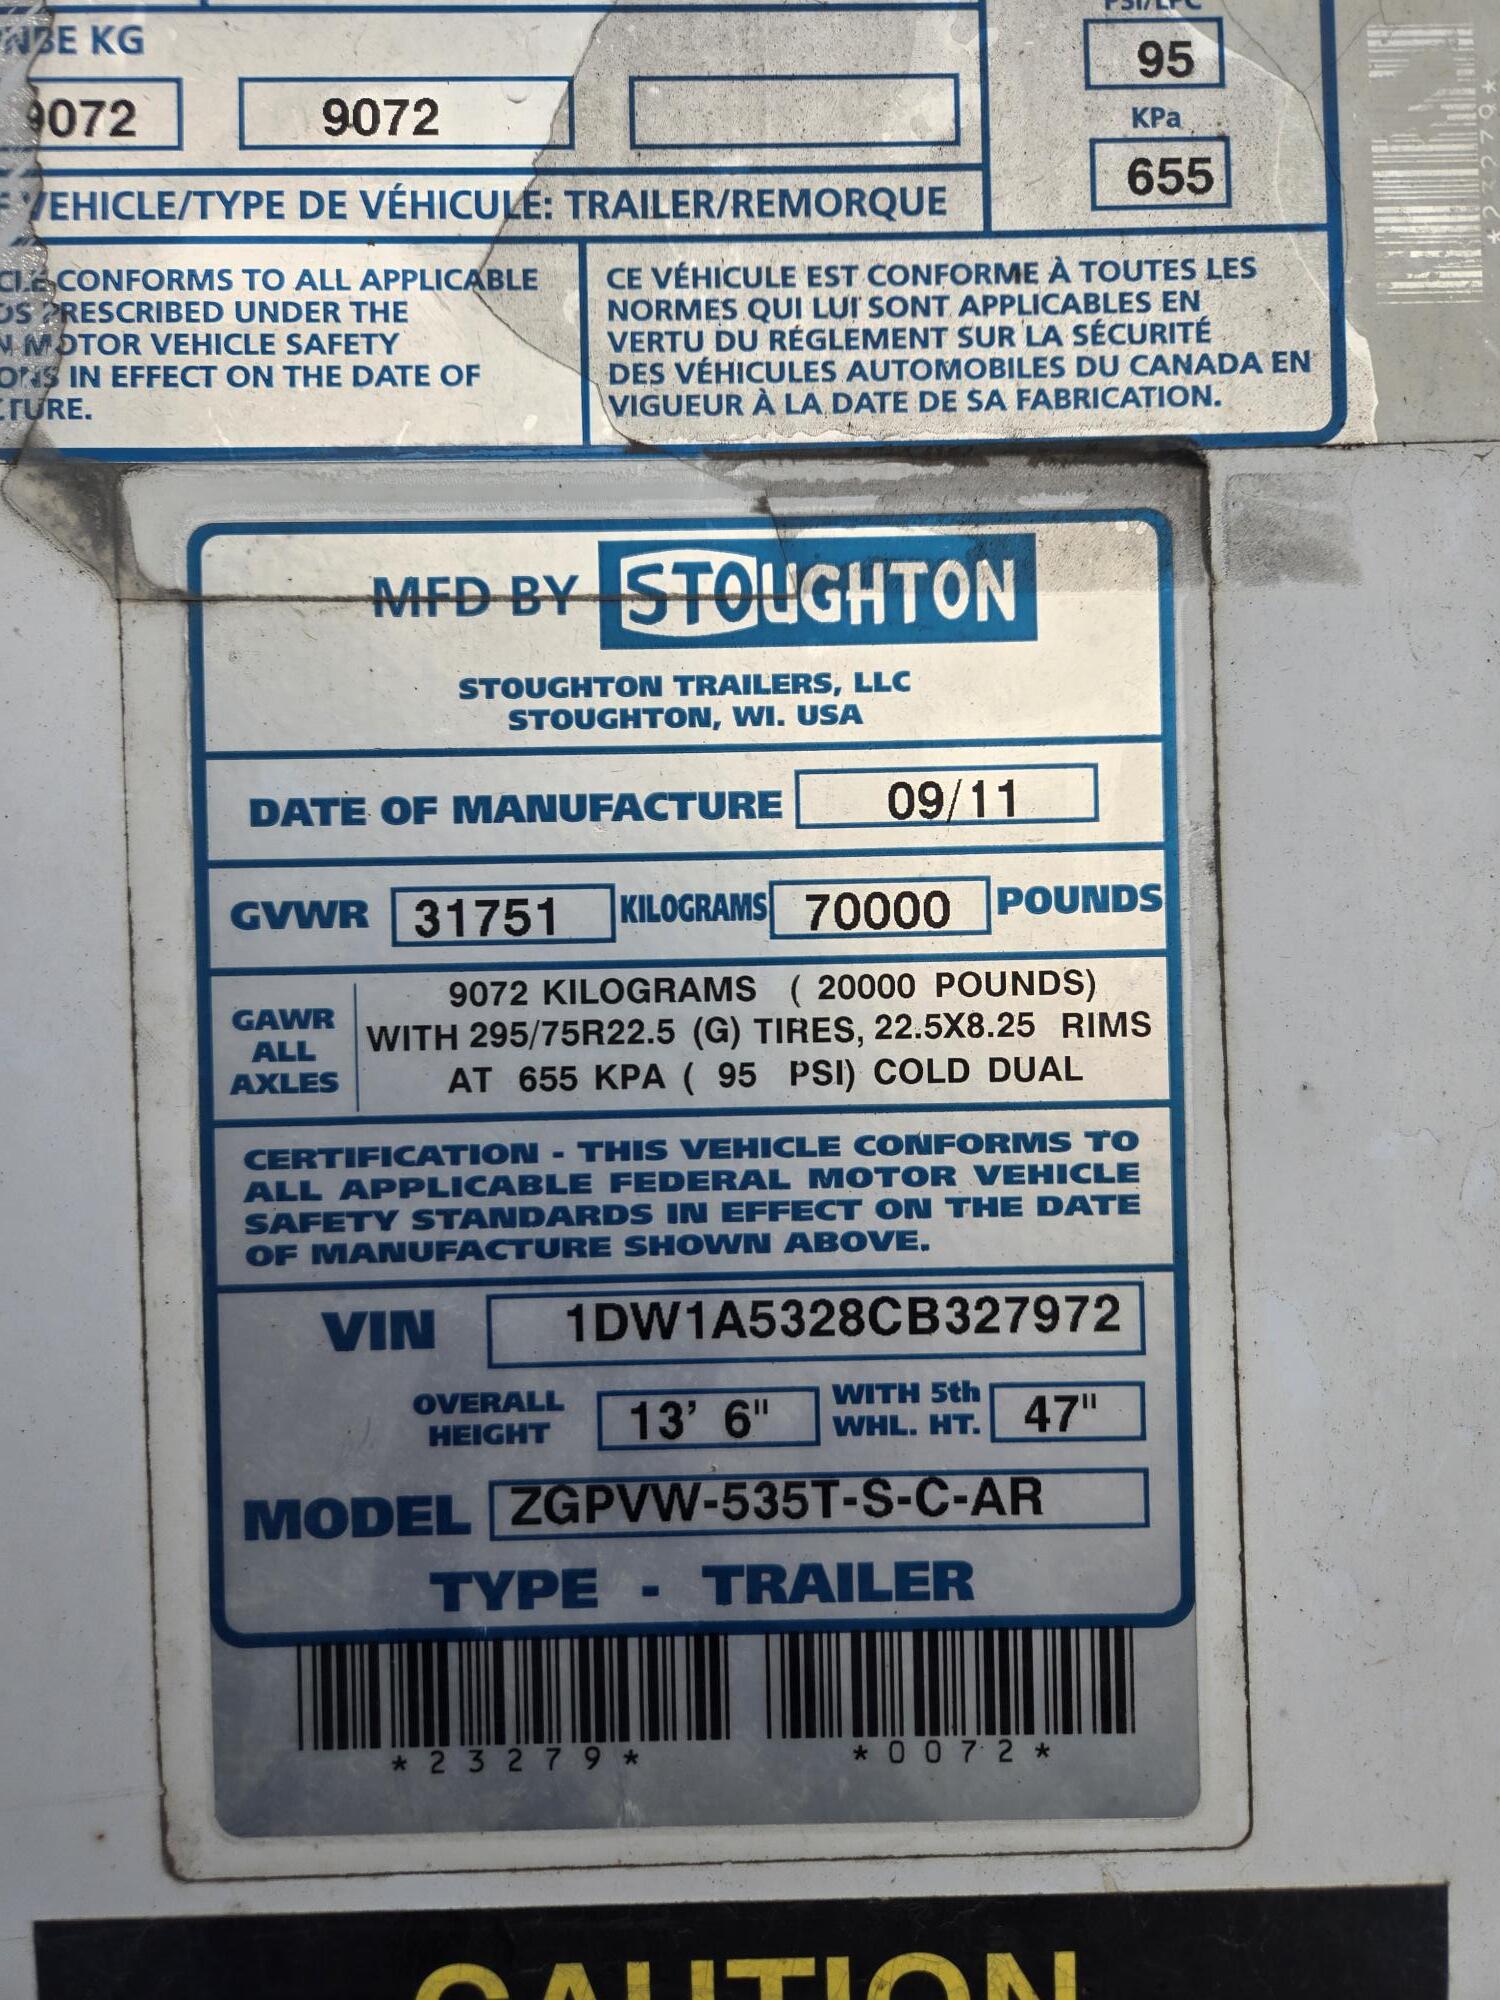 KG
PSI/LPC
95
9072
9072
KPa
655
VEHICLE/TYPE DE VÉHICULE: TRAILER/REMORQUE
CONFORMS TO ALL APPLICABLE
PRESCRIBED UNDER THE
MOTOR VEHICLE SAFETY
IN EFFECT ON THE DATE OF
CE VÉHICULE EST CONFORME À TOUTES LES
NORMES QUI LUI SONT APPLICABLES EN
VERTU DU RÉGLEMENT SUR LA SÉCURITÉ
DES VÉHICULES AUTOMOBILES DU CANADA EN
VIGUEUR À LA DATE DE SA FABRICATION.
*23279*
MFD BY STOUGHTON
STOUGHTON TRAILERS, LLC
STOUGHTON, WI. USA
DATE OF MANUFACTURE 09/11
GVWR 31751 KILOGRAMS 70000 POUNDS
GAWR ALL AXLES
9072 KILOGRAMS ( 20000 POUNDS)
WITH 295/75R22.5 (G) TIRES, 22.5X8.25 RIMS
AT 655 KPA ( 95 PSI) COLD DUAL
CERTIFICATION - THIS VEHICLE CONFORMS TO
ALL APPLICABLE FEDERAL MOTOR VEHICLE
SAFETY STANDARDS IN EFFECT ON THE DATE
OF MANUFACTURE SHOWN ABOVE.
VIN 1DW1A5328CB327972
OVERALL HEIGHT 13' 6" WITH 5th WHL. HT. 47"
MODEL ZGPVW-535T-S-C-AR
TYPE - TRAILER
*23279* *0072*
CAUTION